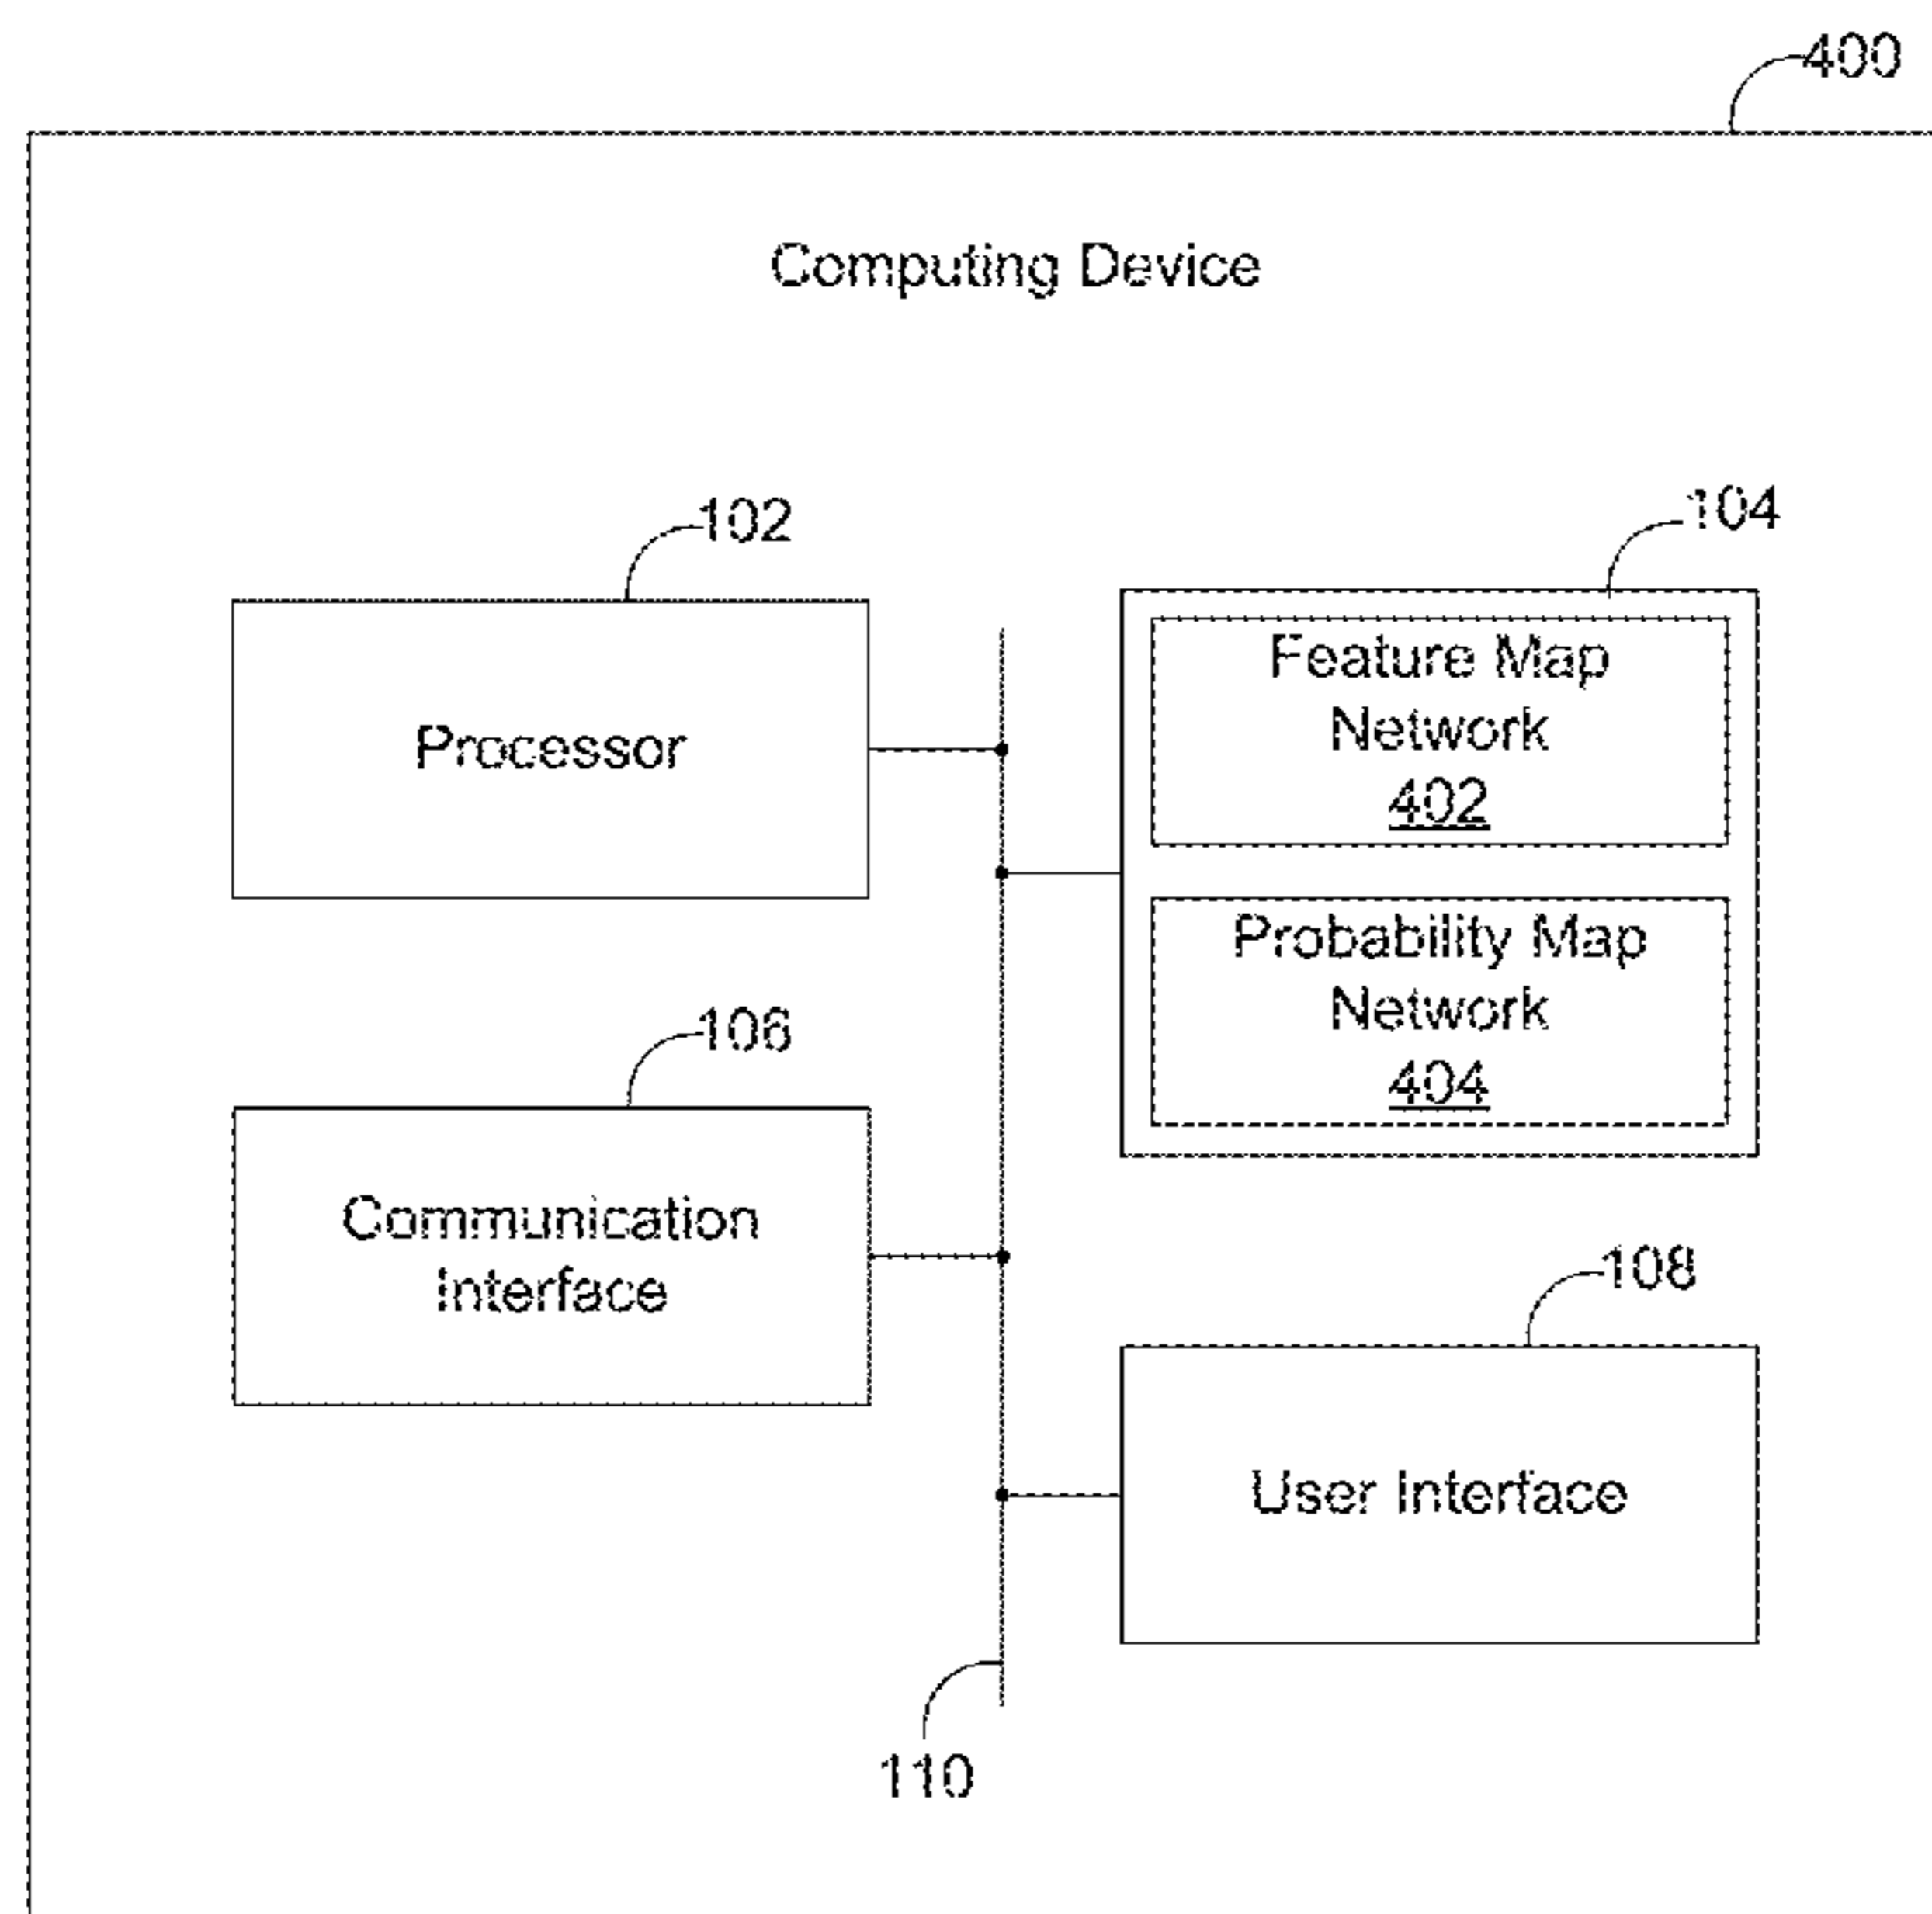 400
Computing Device
102
104
Processor
Feature Map
Network
402
Probability Map
Network
404
106
Communication
Interface
108
User Interface
110